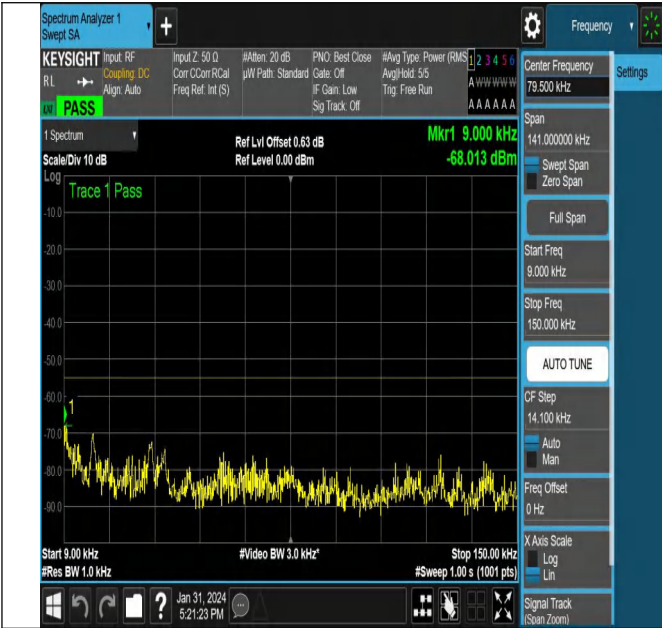 Spectrum Analyzer 1
Swept SA
+
Frequency
KEYSIGHT
RL
PASS
Input: RF
Coupling: DC
Align: Auto
Input Z: 50 Ω
Corr CCorr RCal
Freq Ref: Int (S)
#Atten: 20 dB
µW Path: Standard
PNO: Best Close
Gate: Off
IF Gain: Low
Sig Track: Off
#Avg Type: Power (RMS
Avg|Hold: 5/5
Trig: Free Run
1 2 3 4 5 6
A W W W W W
A A A A A A
1 Spectrum
Scale/Div 10 dB
Ref Lvl Offset 0.63 dB
Ref Level 0.00 dBm
Mkr1 9.000 kHz
-68.013 dBm
Log
Trace 1 Pass
-10.0
-20.0
-30.0
-40.0
-50.0
-60.0
-70.0
-80.0
-90.0
1
Start 9.00 kHz
#Res BW 1.0 kHz
#Video BW 3.0 kHz*
Stop 150.00 kHz
#Sweep 1.00 s (1001 pts)
?
Jan 31, 2024
5:21:23 PM
Center Frequency
79.500 kHz
Settings
Span
141.000000 kHz
Swept Span
Zero Span
Full Span
Start Freq
9.000 kHz
Stop Freq
150.000 kHz
AUTO TUNE
CF Step
14.100 kHz
Auto
Man
Freq Offset
0 Hz
X Axis Scale
Log
Lin
Signal Track
(Span Zoom)